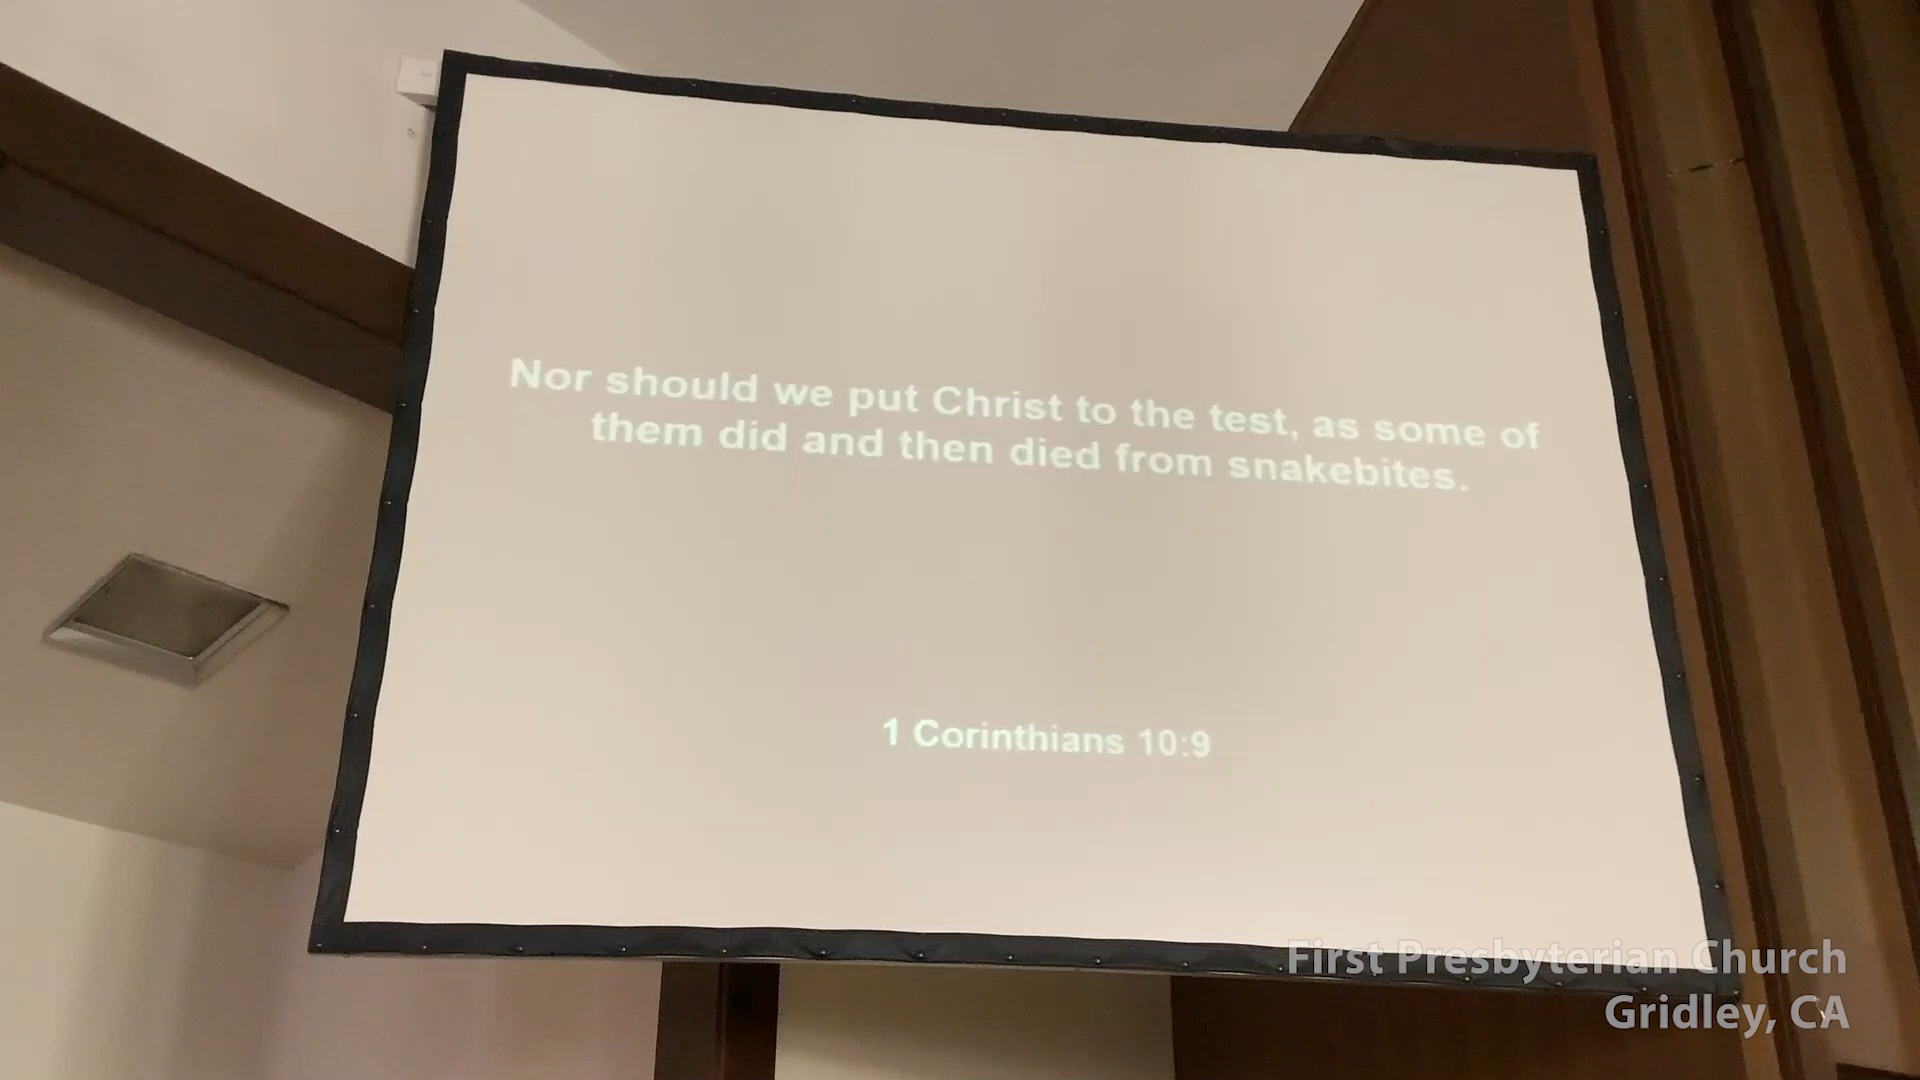 Nor should we put Christ to the test, as some of
them did and then died from snakebites.
1 Corinthians 10:9
First Presbyterian Church
Gridley, CA